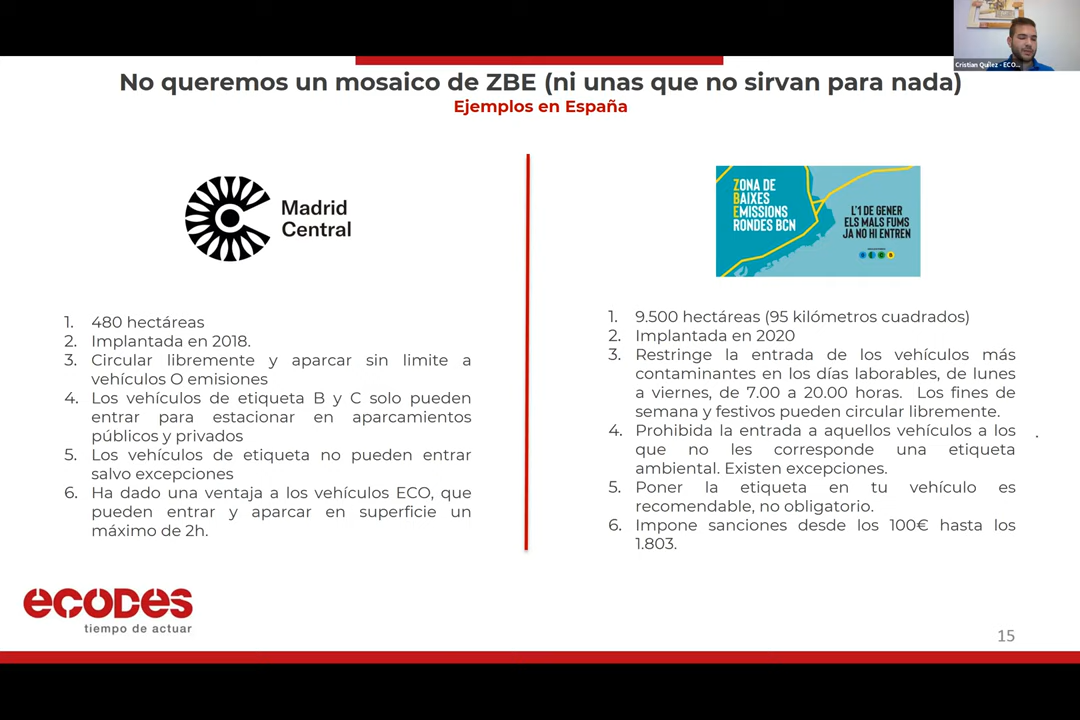 Cristian Quílez - ECO...
No queremos un mosaico de ZBE (ni unas que no sirvan para nada)
Ejemplos en España
Madrid
Central
1. 480 hectáreas
2. Implantada en 2018.
3. Circular libremente y aparcar sin limite a
vehículos O emisiones
4. Los vehículos de etiqueta B y C solo pueden
entrar para estacionar en aparcamientos
públicos y privados
5. Los vehículos de etiqueta no pueden entrar
salvo excepciones
6. Ha dado una ventaja a los vehículos ECO, que
pueden entrar y aparcar en superficie un
máximo de 2h.
ZONA DE
BAIXES
EMISSIONS
RONDES BCN
L'1 DE GENER
ELS MALS FUMS
JA NO HI ENTREN
1. 9.500 hectáreas (95 kilómetros cuadrados)
2. Implantada en 2020
3. Restringe la entrada de los vehículos más
contaminantes en los días laborables, de lunes
a viernes, de 7.00 a 20.00 horas. Los fines de
semana y festivos pueden circular libremente.
4. Prohibida la entrada a aquellos vehículos a los
que no les corresponde una etiqueta
ambiental. Existen excepciones.
5. Poner la etiqueta en tu vehículo es
recomendable, no obligatorio.
6. Impone sanciones desde los 100€ hasta los
1.803.
ecodes
tiempo de actuar
15